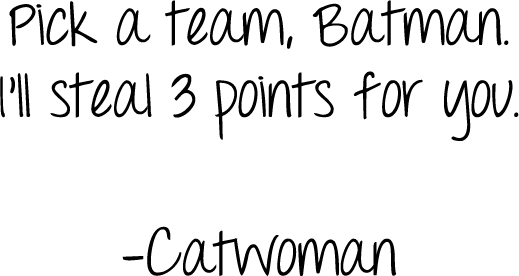 Pick a team, Batman.
I'll steal 3 points for you.
-Catwoman